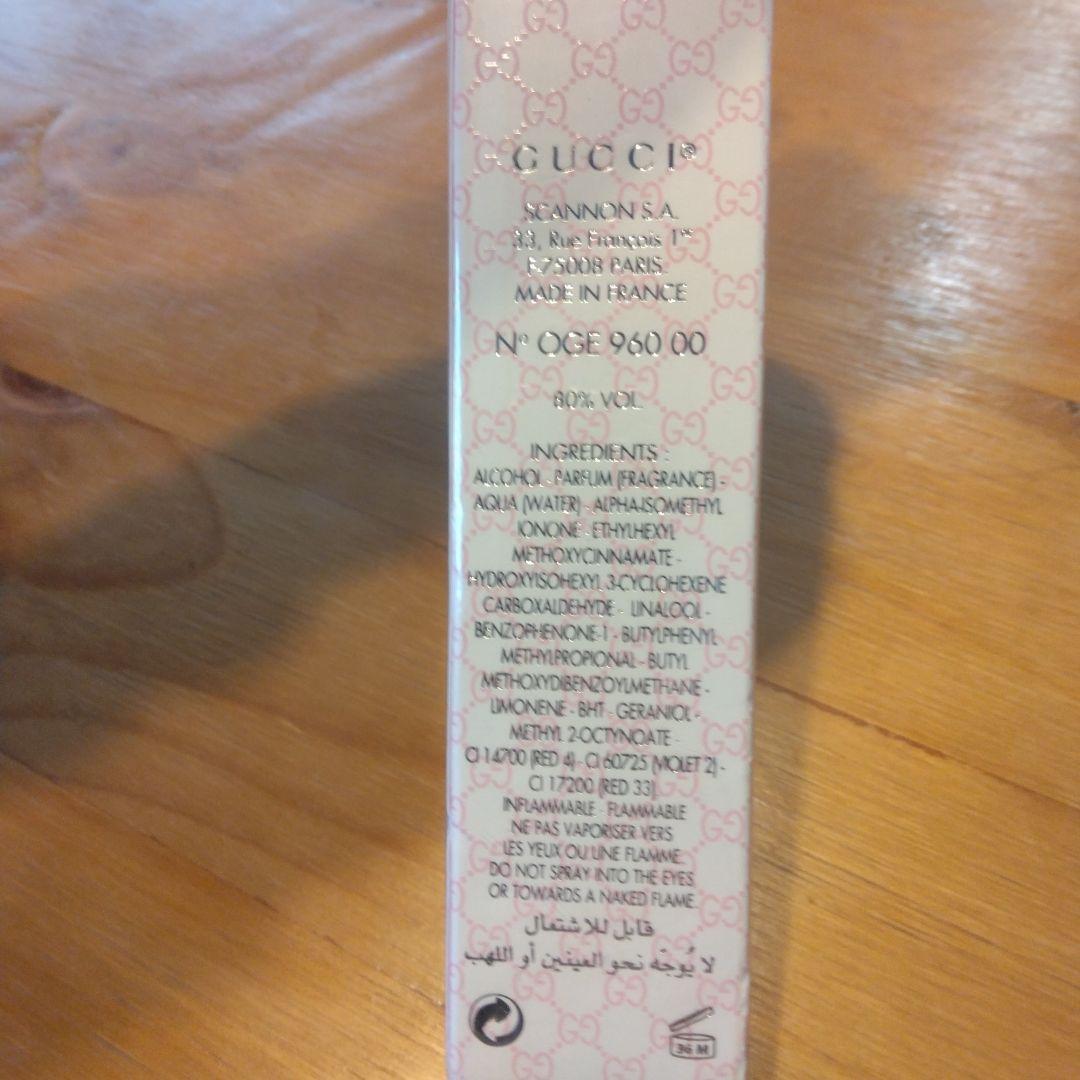 GUCCI®
SCANNON S.A.
33, Rue François 1er
F-75008 PARIS
MADE IN FRANCE
N° OGE 960 00
80% VOL.
INGREDIENTS :
ALCOHOL - PARFUM (FRAGRANCE) -
AQUA (WATER) - ALPHA-ISOMETHYL
IONONE - ETHYLHEXYL
METHOXYCINNAMATE -
HYDROXYISOHEXYL 3-CYCLOHEXENE
CARBOXALDEHYDE - LINALOOL -
BENZOPHENONE-1 - BUTYLPHENYL
METHYLPROPIONAL - BUTYL
METHOXYDIBENZOYLMETHANE -
LIMONENE - BHT - GERANIOL -
METHYL 2-OCTYNOATE -
CI 14700 (RED 4) - CI 60725 (VIOLET 2) -
CI 17200 (RED 33).
INFLAMMABLE - FLAMMABLE
NE PAS VAPORISER VERS
LES YEUX OU UNE FLAMME.
DO NOT SPRAY INTO THE EYES
OR TOWARDS A NAKED FLAME.
قابل للاشتعال
لا يُوجّه نحو العينين أو اللهب
36 M